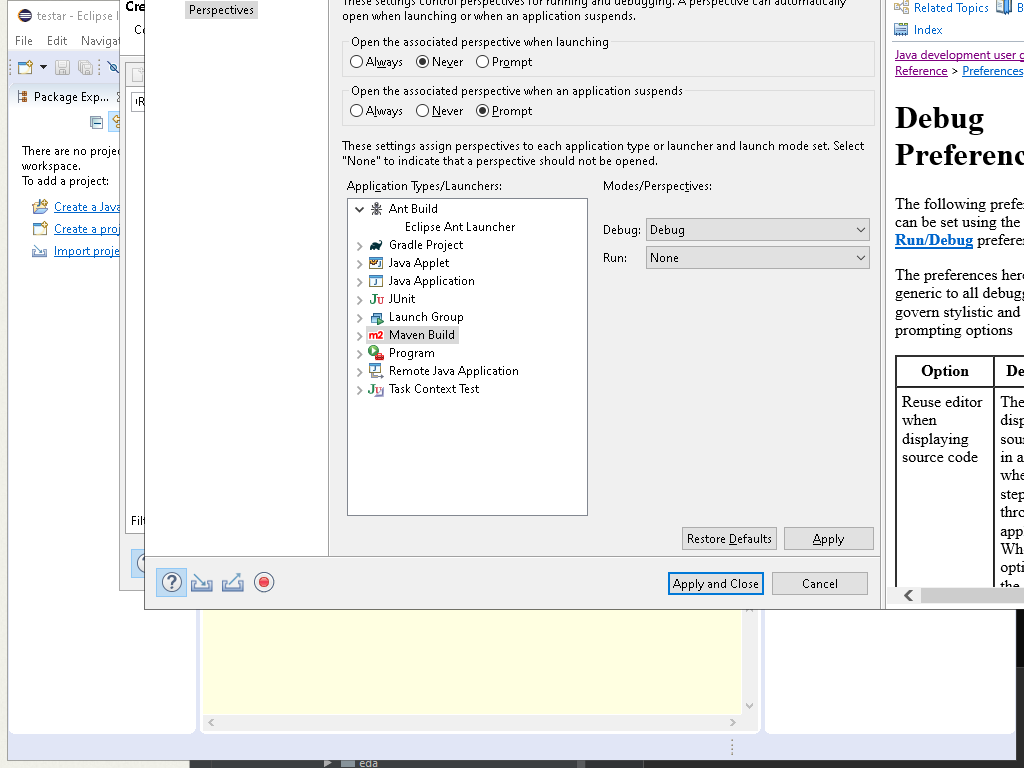 testar - Eclipse I
File Edit Navigat
Package Exp...
There are no proje
workspace.
To add a project:
Create a Java
Create a proj
Import proje
Cre
Filt
Perspectives
These settings control perspectives for running and debugging. A perspective can automatically
open when launching or when an application suspends.
Open the associated perspective when launching
Always Never Prompt
Open the associated perspective when an application suspends
Always Never Prompt
These settings assign perspectives to each application type or launcher and launch mode set. Select
"None" to indicate that a perspective should not be opened.
Application Types/Launchers:
Modes/Perspectives:
Ant Build
Eclipse Ant Launcher
Gradle Project
Java Applet
Java Application
JUnit
Launch Group
Maven Build
Program
Remote Java Application
Task Context Test
Debug: Debug
Run: None
Restore Defaults Apply
Apply and Close Cancel
Related Topics B
Index
Java development user g
Reference > Preferences
Debug
Preferenc
The following prefer
can be set using the
Run/Debug preferen
The preferences here
generic to all debugg
govern stylistic and
prompting options
Option De
Reuse editor
when
displaying
source code
The
disp
sour
in a
whe
step
thro
app
Wh
opti
the
eda